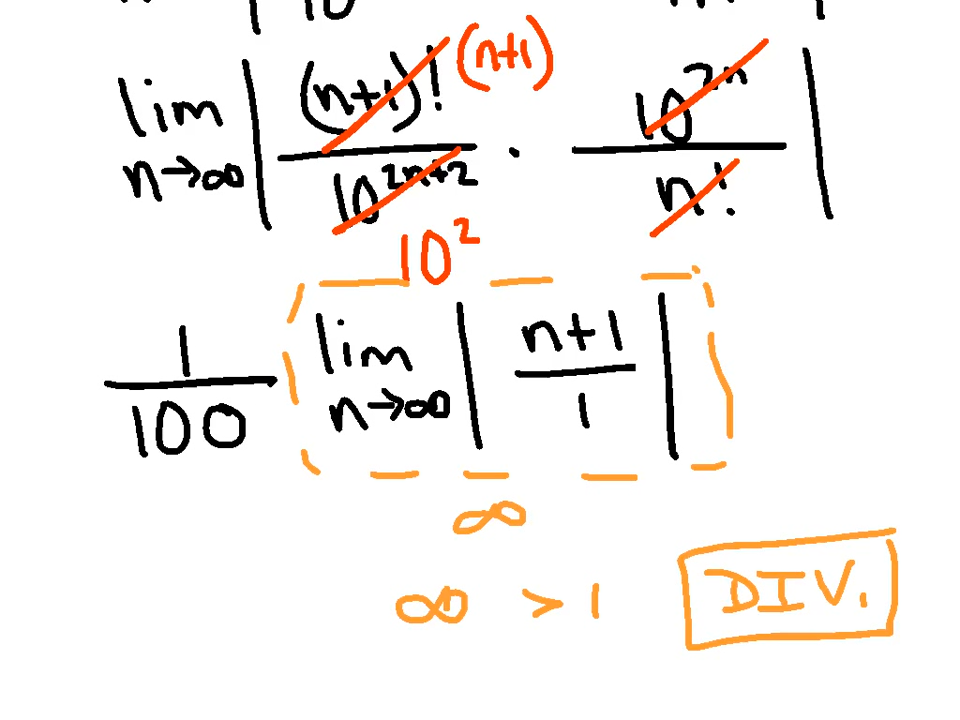 lim n→∞ | (n+1)! (n+1) / 10^{2n+2} 10^2 · 10^{2n} / n! |
1/100 lim n→∞ | n+1 / 1 |
∞
∞ > 1 DIV.